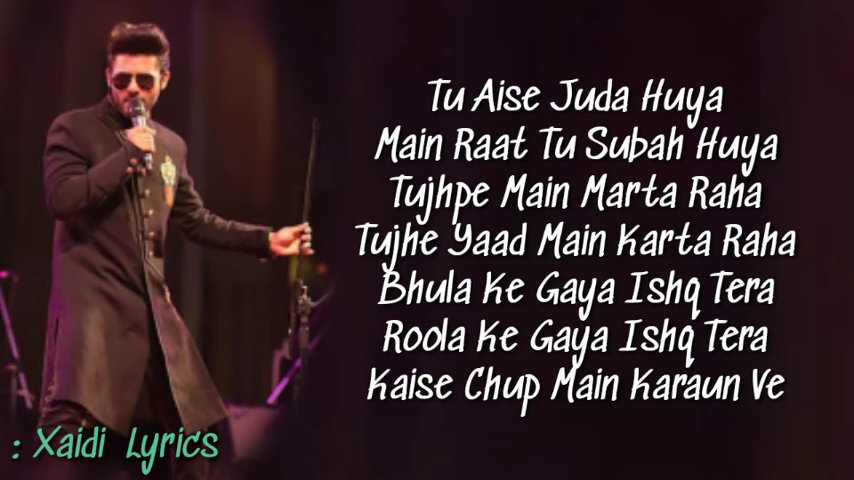 Tu Aise Juda Huya
Main Raat Tu Subah Huya
Tujhpe Main Marta Raha
Tujhe Yaad Main Karta Raha
Bhula Ke Gaya Ishq Tera
Roola Ke Gaya Ishq Tera
Kaise Chup Main Karaun Ve
: Xaidi Lyrics